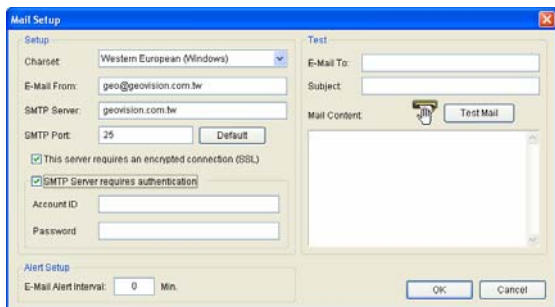 Mail Setup
Setup
Charset: Western European (Windows)
E-Mail From: geo@geovision.com.tw
SMTP Server: geovision.com.tw
SMTP Port: 25 Default
This server requires an encrypted connection (SSL)
SMTP Server requires authentication
Account ID
Password
Alert Setup
E-Mail Alert Interval: 0 Min.
Test
E-Mail To:
Subject:
Mail Content: Test Mail
OK Cancel